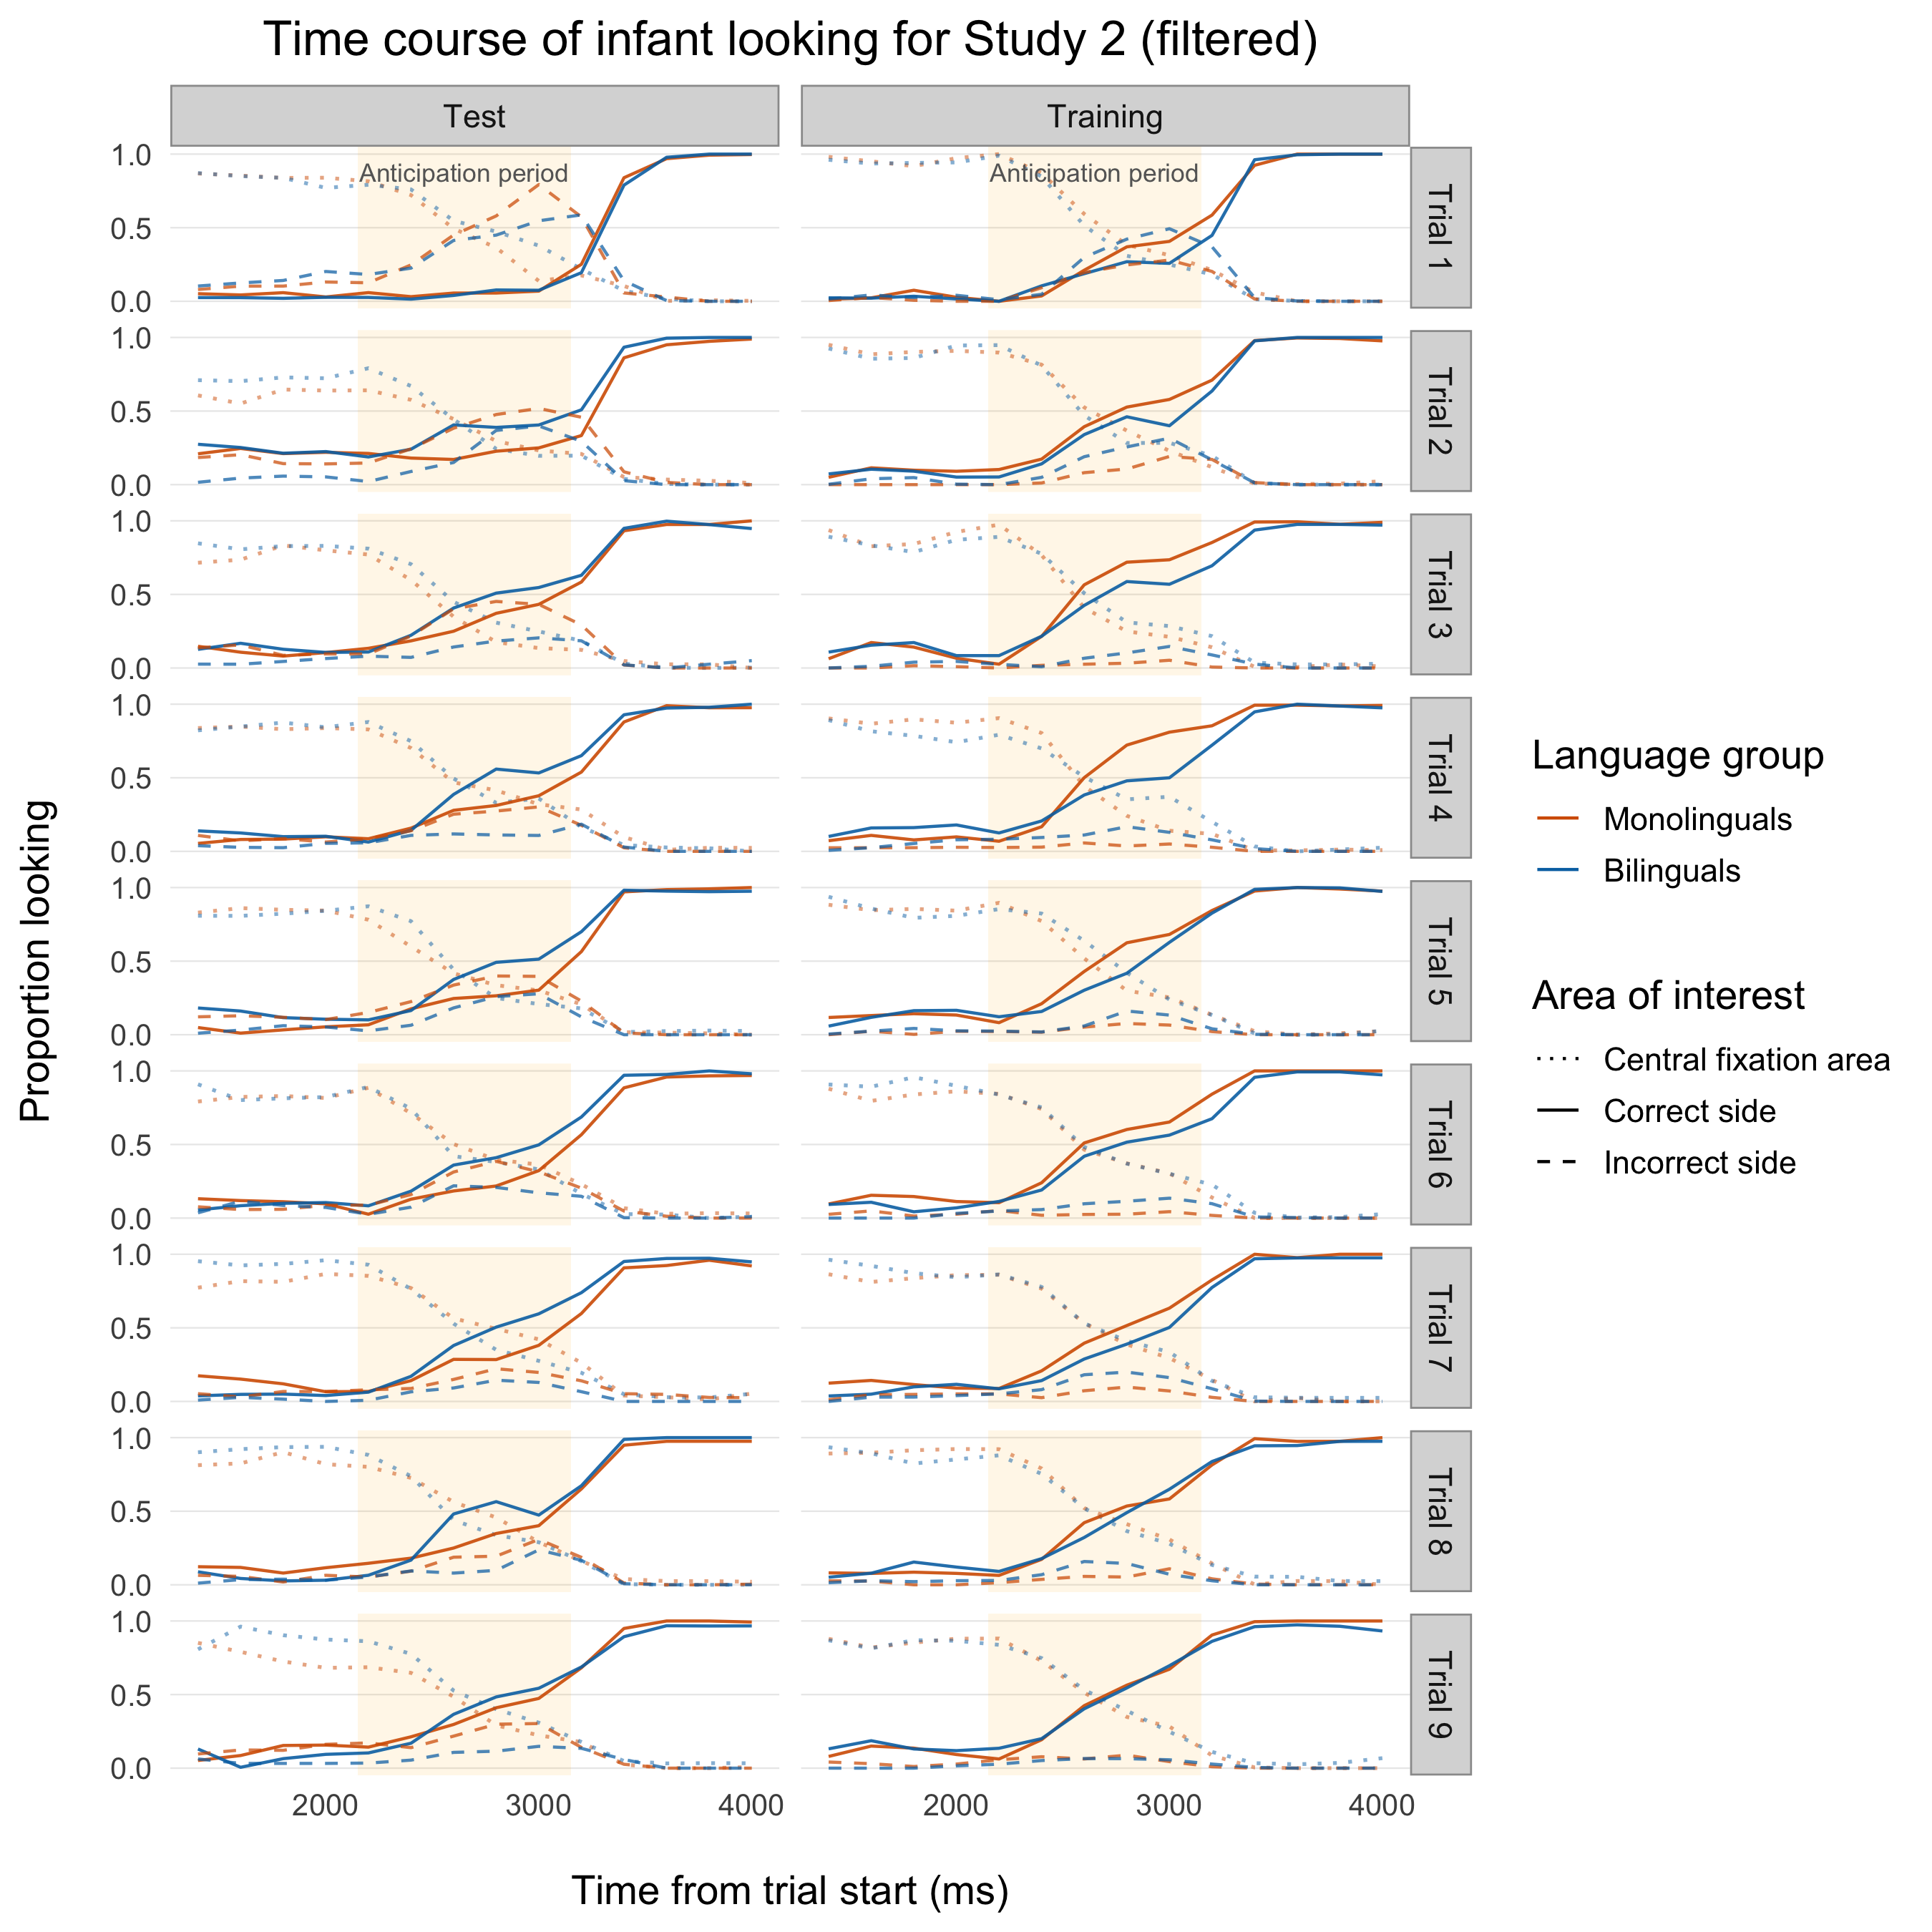 Time course of infant looking for Study 2 (filtered)
Test
Training
Anticipation period
Anticipation period
1.0
0.5
0.0
Trial 1
1.0
0.5
0.0
Trial 2
1.0
0.5
0.0
Trial 3
1.0
0.5
0.0
Trial 4
1.0
0.5
0.0
Trial 5
1.0
0.5
0.0
Trial 6
1.0
0.5
0.0
Trial 7
1.0
0.5
0.0
Trial 8
1.0
0.5
0.0
Trial 9
2000 3000 4000
2000 3000 4000
Time from trial start (ms)
Proportion looking
Language group
Monolinguals
Bilinguals
Area of interest
Central fixation area
Correct side
Incorrect side